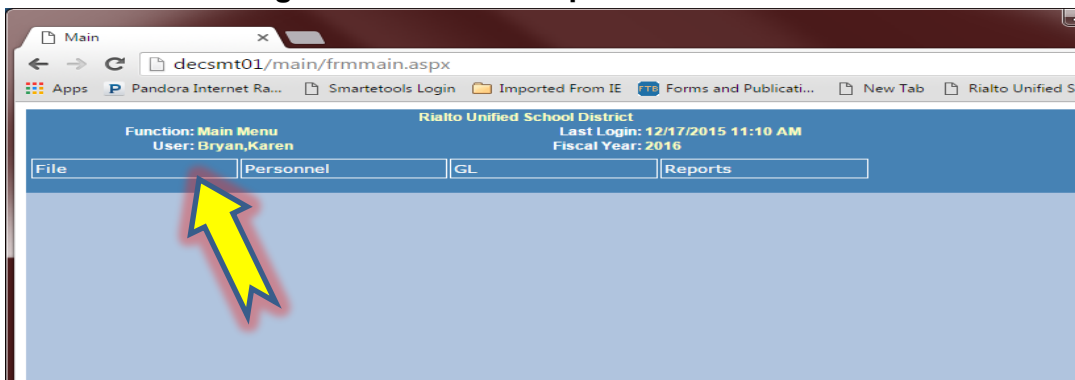 Main
decsmt01/main/frmmain.aspx
Apps Pandora Internet Ra... Smartetools Login Imported From IE FTB Forms and Publicati... New Tab Rialto Unified S
Rialto Unified School District
Function: Main Menu Last Login: 12/17/2015 11:10 AM
User: Bryan,Karen Fiscal Year: 2016
File Personnel GL Reports